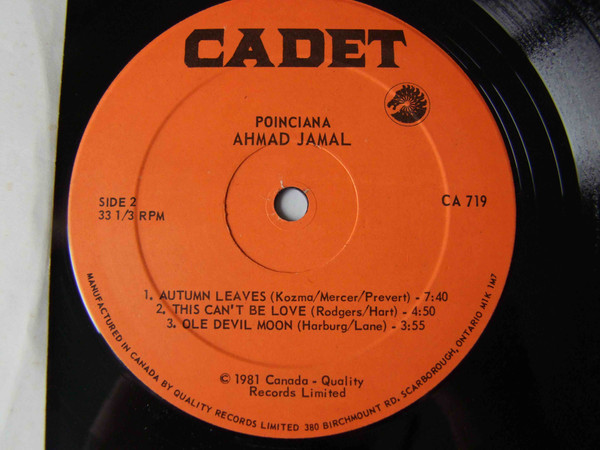 CADET
POINCIANA
AHMAD JAMAL
SIDE 2
33 1/3 RPM
CA 719
1. AUTUMN LEAVES (Kozma/Mercer/Prevert) - 7:40
2. THIS CAN'T BE LOVE (Rodgers/Hart) - 4:50
3. OLE DEVIL MOON (Harburg/Lane) - 3:55
© 1981 Canada - Quality
Records Limited
MANUFACTURED IN CANADA BY QUALITY RECORDS LIMITED 380 BIRCHMOUNT RD. SCARBOROUGH, ONTARIO M1K 1M7